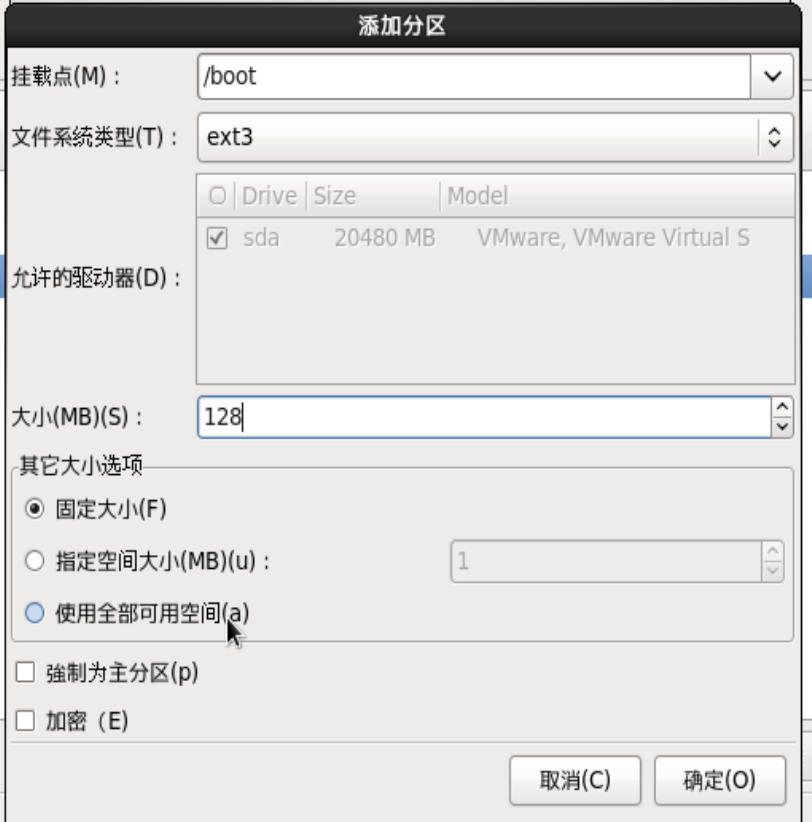 添加分区
挂载点(M)：
/boot
文件系统类型(T)：
ext3
允许的驱动器(D)：
O Drive Size Model
sda 20480 MB VMware, VMware Virtual S
大小(MB)(S)：
128
其它大小选项
固定大小(F)
指定空间大小(MB)(u)：
1
使用全部可用空间(a)
強制为主分区(p)
加密（E)
取消(C)
确定(O)